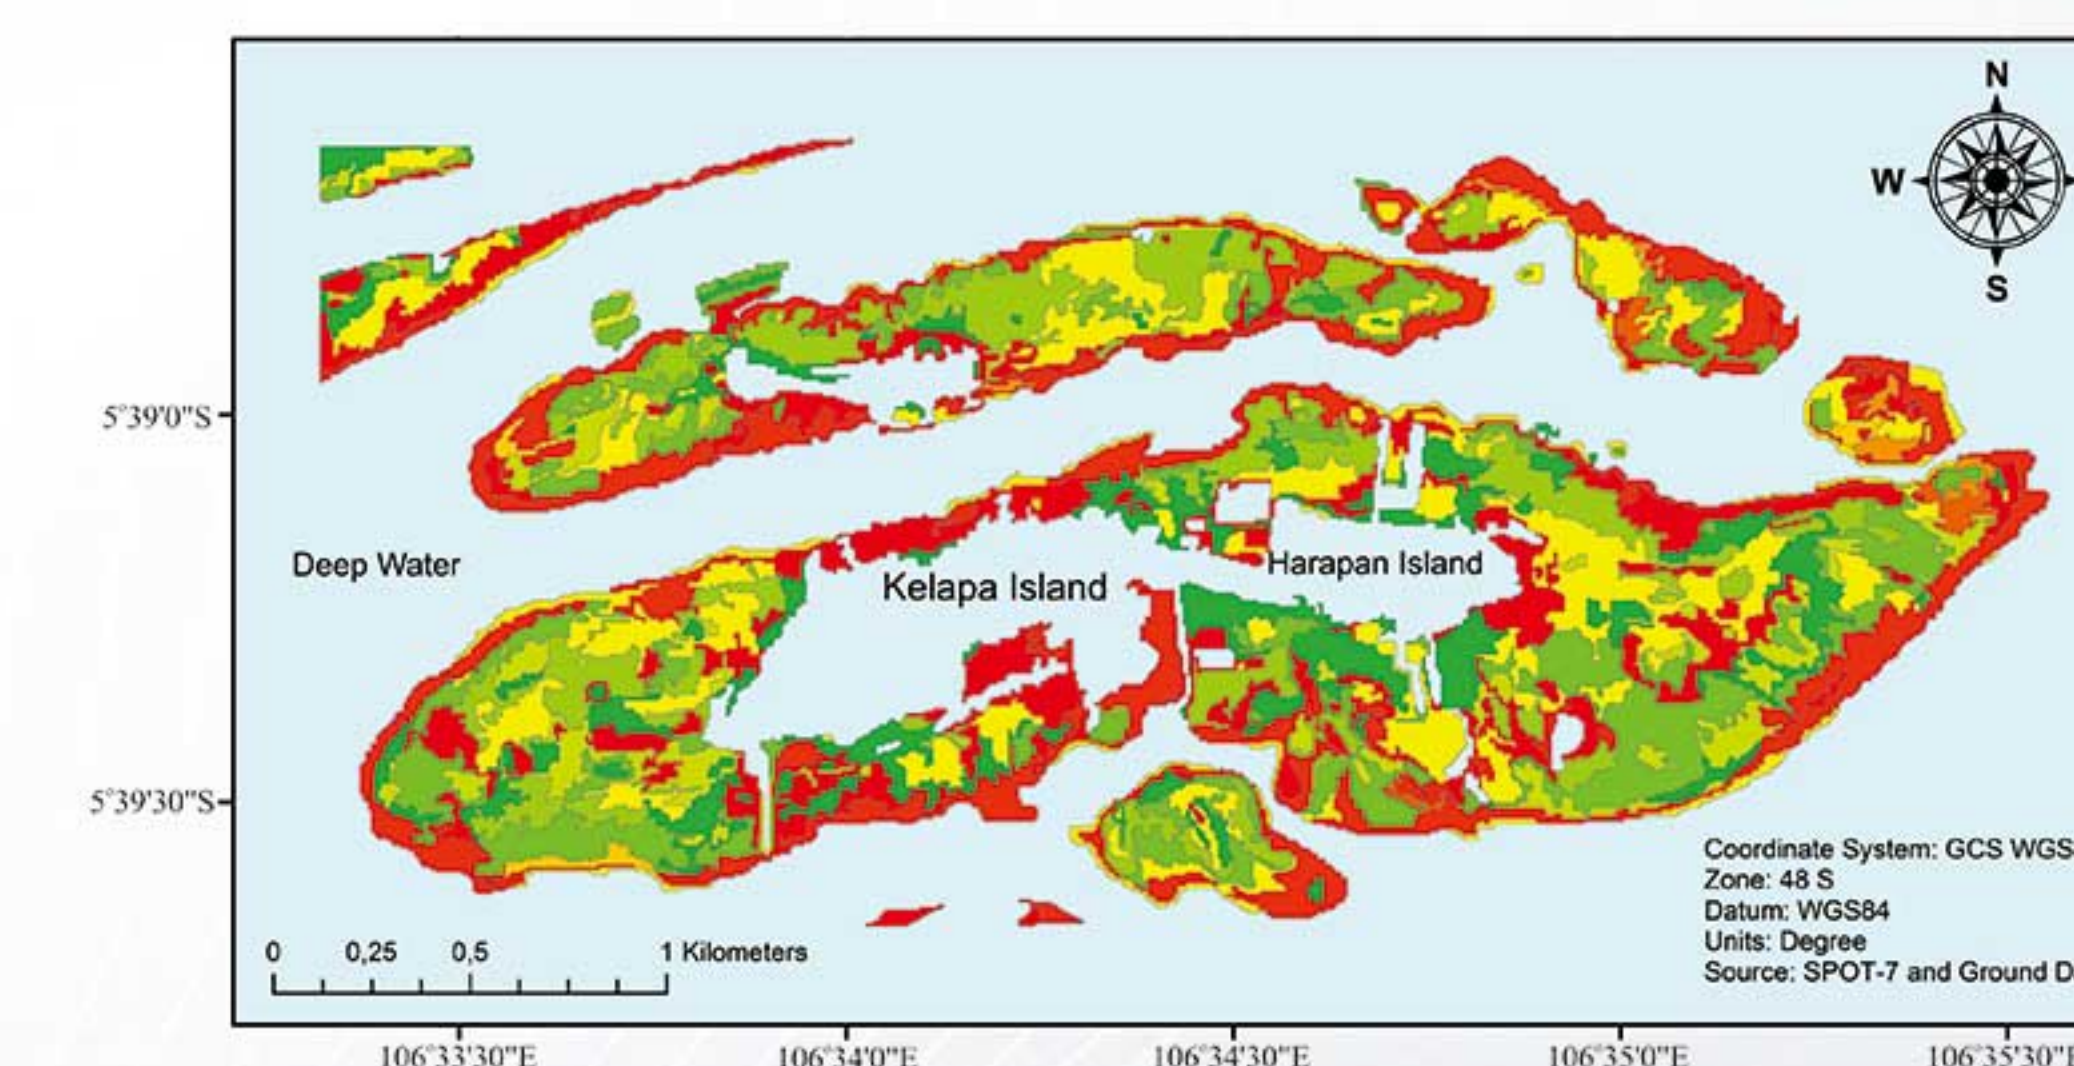 N
W
S
5°39'0"S
Deep Water
Kelapa Island
Harapan Island
5°39'30"S
Coordinate System: GCS WGS
Zone: 48 S
Datum: WGS84
Units: Degree
Source: SPOT-7 and Ground D
0 0,25 0,5 1 Kilometers
106°33'30"E 106°34'0"E 106°34'30"E 106°35'0"E 106°35'30"E